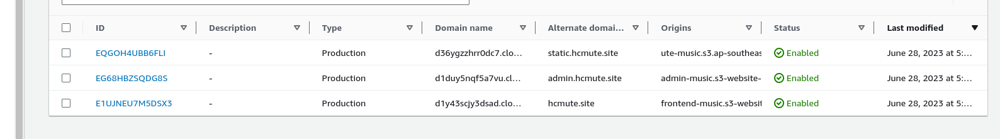 ID Description Type Domain name Alternate domai... Origins Status Last modified
EQGOH4UBB6FLI - Production d36ygzzhrr0dc7.clo... static.hcmute.site ute-music.s3.ap-southeas Enabled June 28, 2023 at 5:...
EG68HBZSQDG8S - Production d1duy5nqf5a7vu.cl... admin.hcmute.site admin-music.s3-website- Enabled June 28, 2023 at 5:...
E1UJNEU7M5DSX3 - Production d1y43scjy3dsad.clo... hcmute.site frontend-music.s3-websit Enabled June 28, 2023 at 5:...